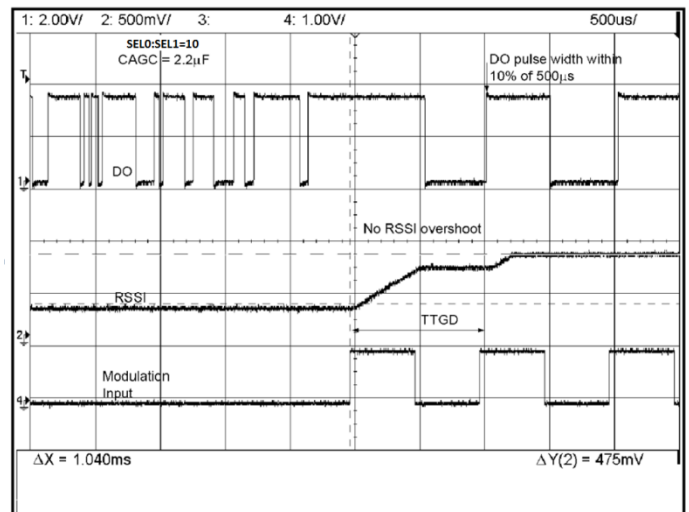 1: 2.00V/ 2: 500mV/ 3: 4: 1.00V/ 500us/
SEL0:SEL1=10
CAGC = 2.2µF
DO pulse width within
10% of 500µs
T
DO
1
No RSSI overshoot
RSSI
TTGD
2
Modulation
Input
4
ΔX = 1.040ms ΔY(2) = 475mV